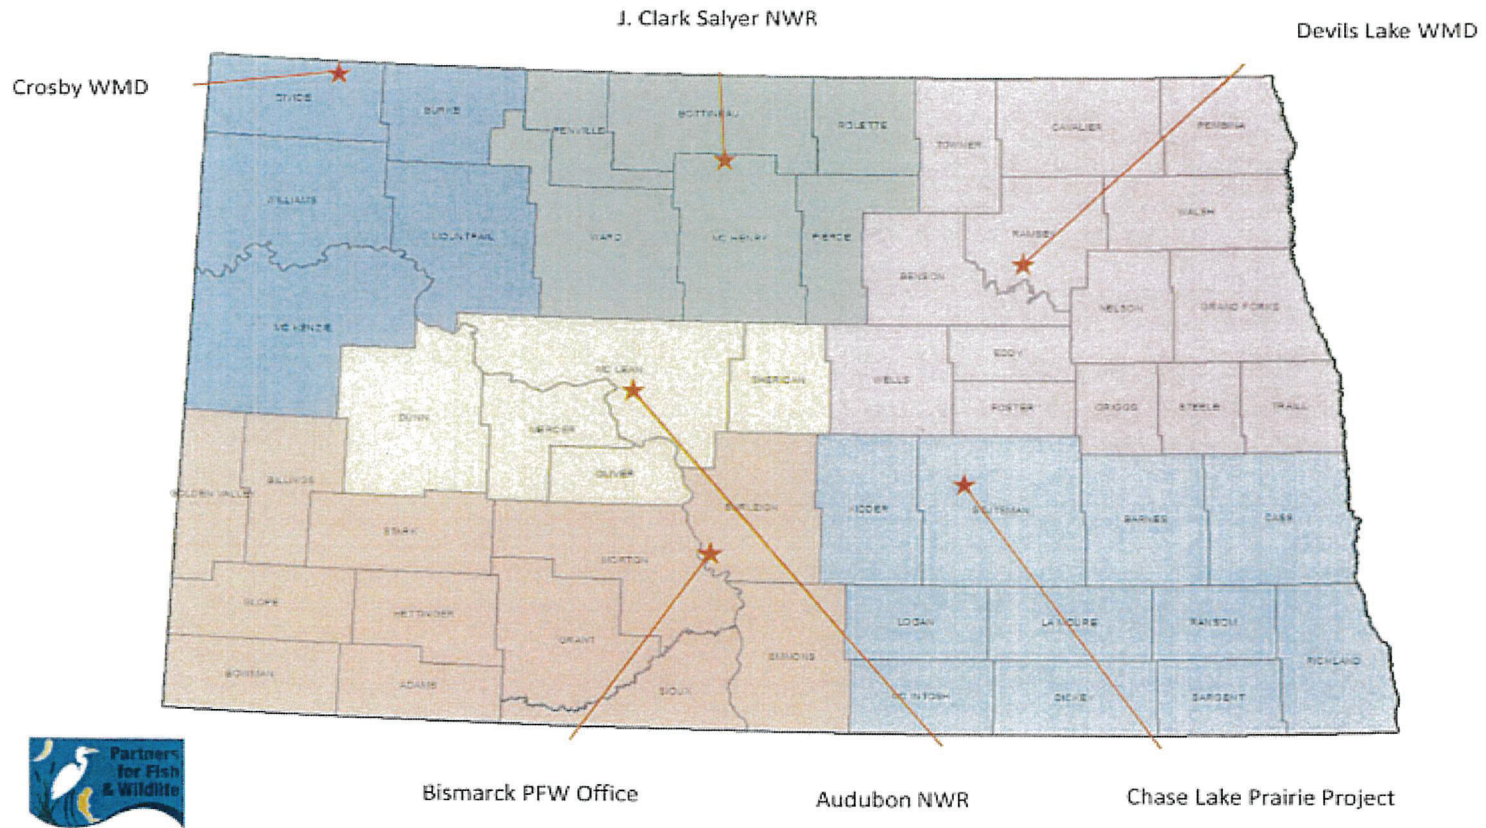 J. Clark Salyer NWR
Devils Lake WMD
Crosby WMD
DIVIDE
BURKE
RENVILLE
BOTTINEAU
ROLETTE
TOWNER
CAVALIER
PEMBINA
WILLIAMS
MOUNTRAIL
WARD
MC HENRY
PIERCE
BENSON
RAMSEY
WALSH
MC KENZIE
NELSON
GRAND FORKS
DUNN
MC LEAN
MERCER
OLIVER
SHERIDAN
WELLS
EDDY
FOSTER
GRIGGS
STEELE
TRAILL
GOLDEN VALLEY
BILLINGS
STARK
MORTON
BURLEIGH
KIDDER
STUTSMAN
BARNES
CASS
SLOPE
HETTINGER
GRANT
EMMONS
LOGAN
LA MOURE
RANSOM
RICHLAND
BOWMAN
ADAMS
SIOUX
MC INTOSH
DICKEY
SARGENT
Partners
for Fish
& Wildlife
Bismarck PFW Office
Audubon NWR
Chase Lake Prairie Project